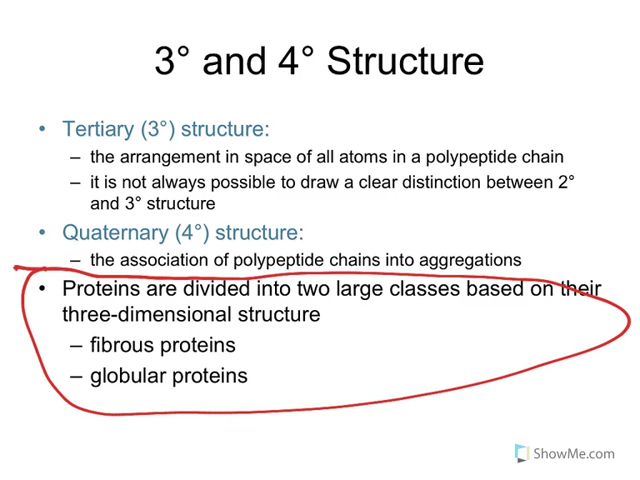 3° and 4° Structure
• Tertiary (3°) structure:
– the arrangement in space of all atoms in a polypeptide chain
– it is not always possible to draw a clear distinction between 2°
and 3° structure
• Quaternary (4°) structure:
– the association of polypeptide chains into aggregations
• Proteins are divided into two large classes based on their
three-dimensional structure
– fibrous proteins
– globular proteins
ShowMe.com